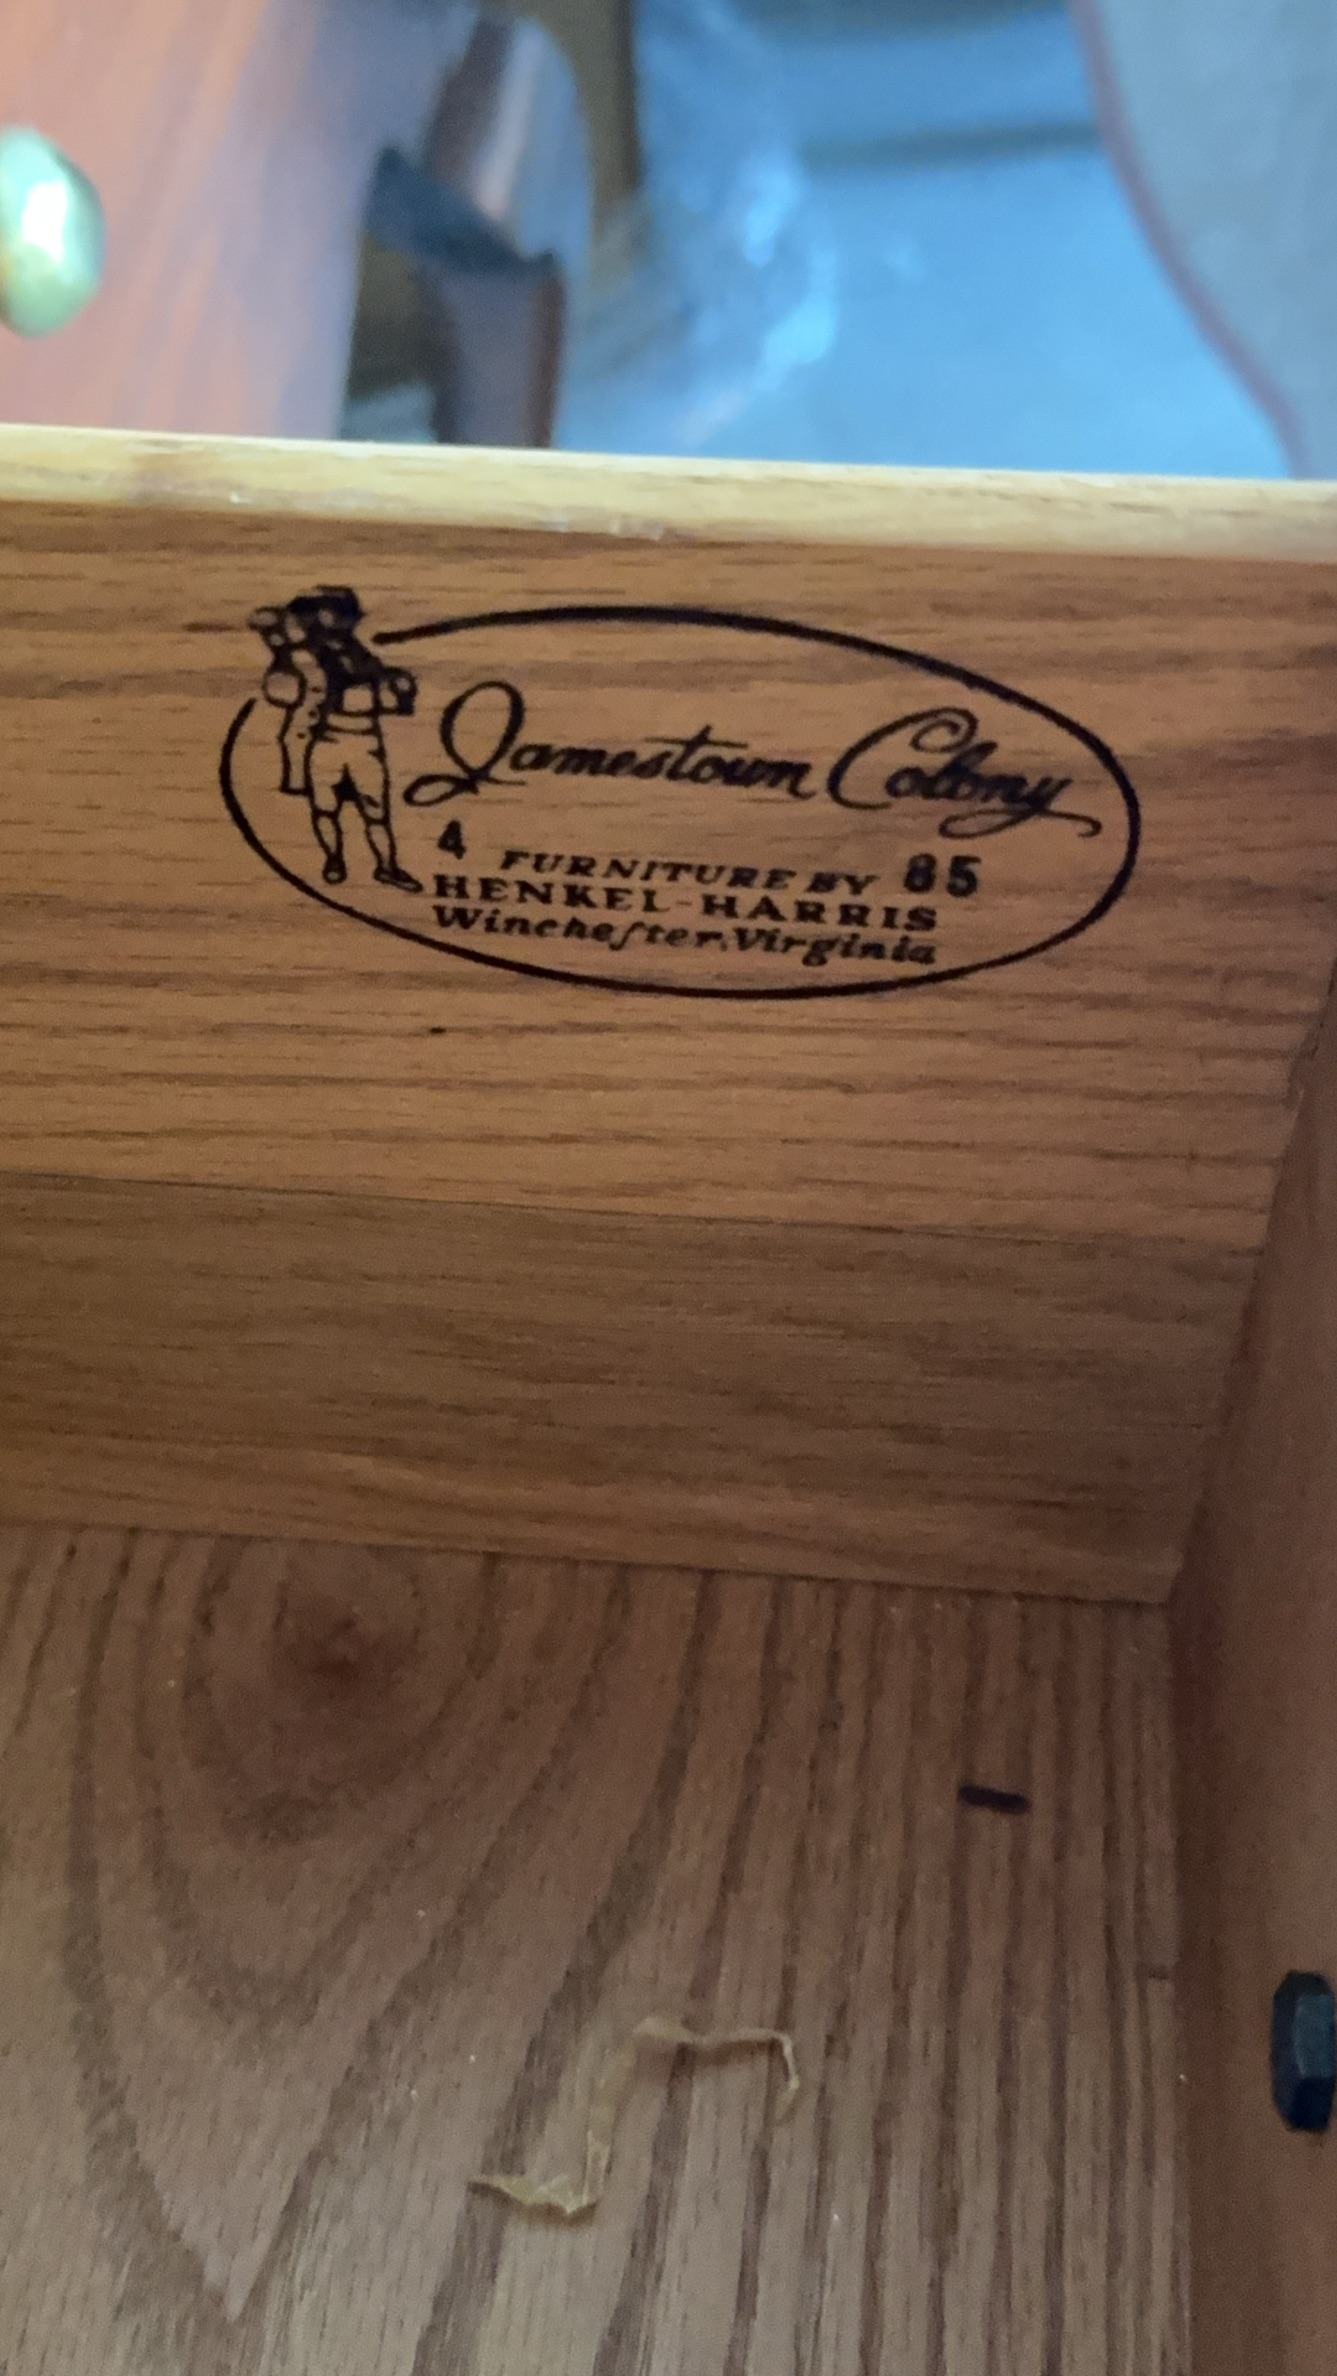 Jamestown Colony
4 FURNITURE BY 85
HENKEL-HARRIS
Wincheſter, Virginia